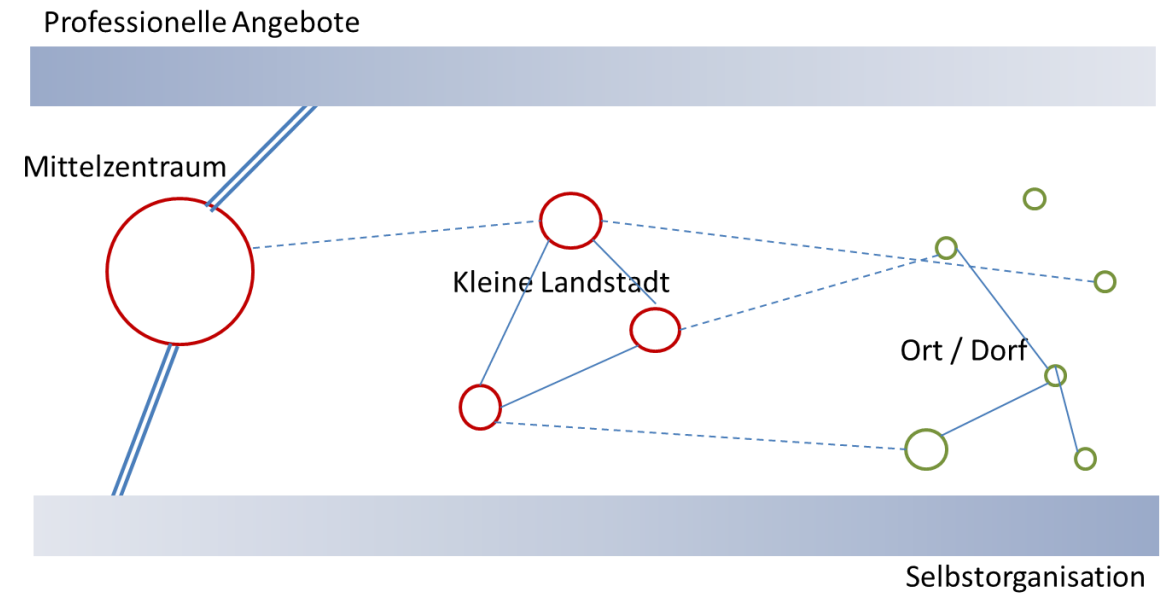 Professionelle Angebote
Mittelzentraum
Kleine Landstadt
Ort / Dorf
Selbstorganisation